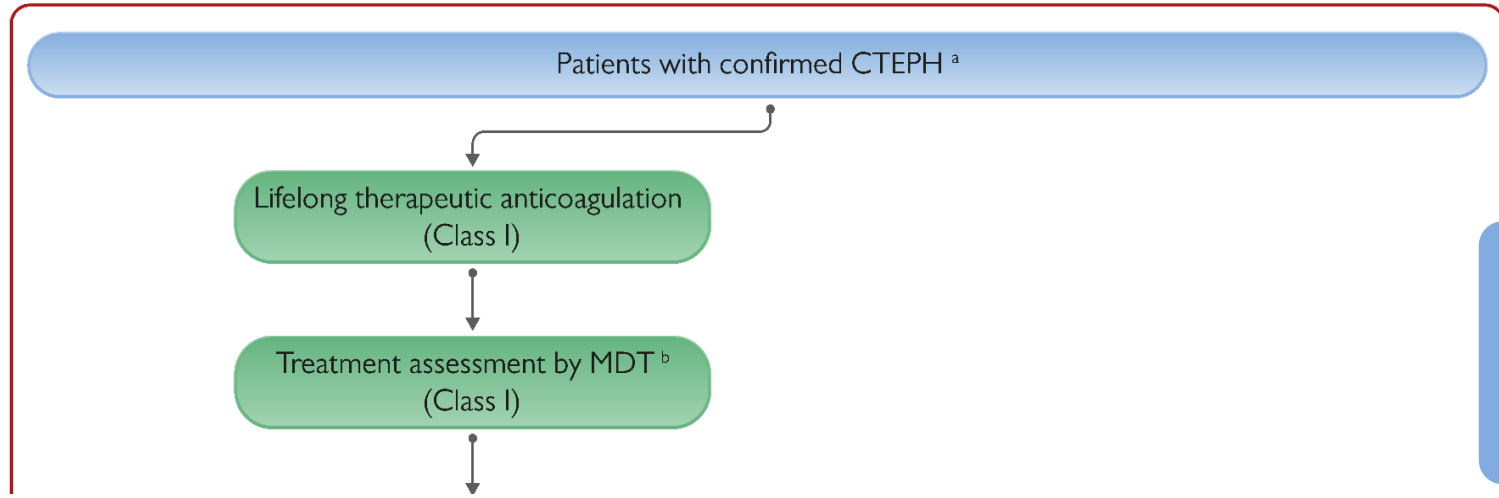 Patients with confirmed CTEPH ᵃ
Lifelong therapeutic anticoagulation
(Class I)
Treatment assessment by MDT ᵇ
(Class I)